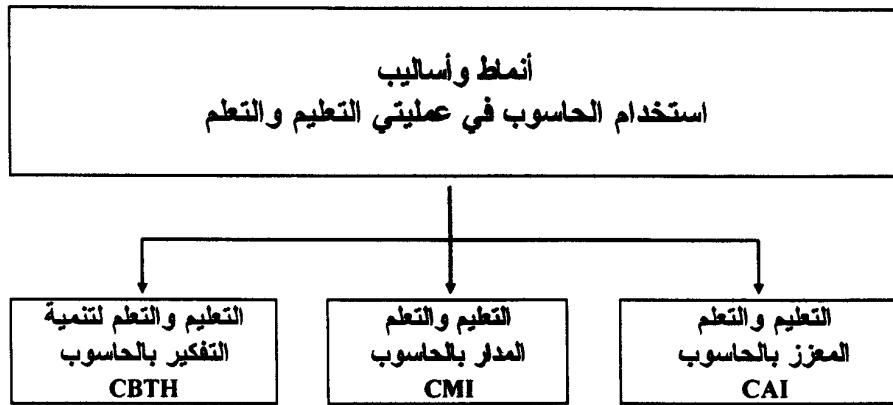 أنماط وأساليب
استخدام الحاسوب في عمليتي التعليم والتعلم
التعليم والتعلم
المعزز بالحاسوب
CAI
التعليم والتعلم
المدار بالحاسوب
CMI
التعليم والتعلم لتنمية
التفكير بالحاسوب
CBTH